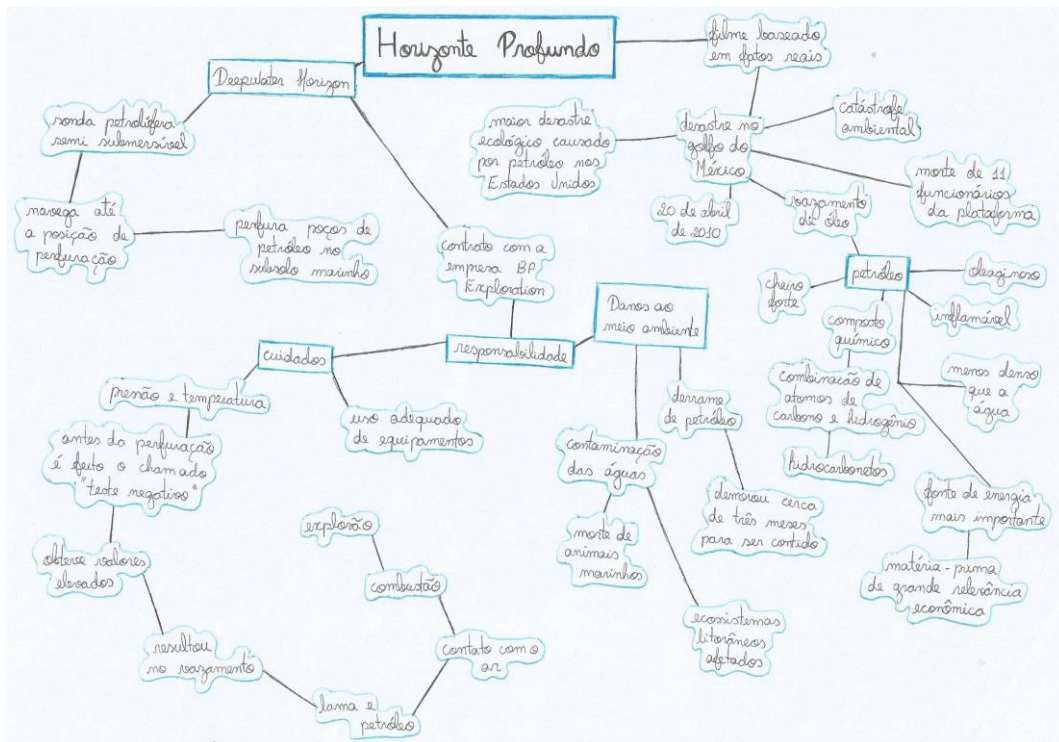 Horizonte Profundo
filme baseado
em fatos reais
Deepwater Horizon
sonda petrolífera
semi submersível
navega até
a posição de
perfuração
perfura poços de
petróleo no
subsolo marinho
contrato com a
empresa BP
Exploration
maior desastre
ecológico causado
por petróleo nos
Estados Unidos
desastre no
golfo do
México
catástrofe
ambiental
morte de 11
funcionários
da plataforma
20 de abril
de 2010
vazamento
de óleo
petróleo
oleaginoso
cheiro
forte
inflamável
composto
químico
menos denso
que a
água
combinação de
atomos de
carbono e hidrogênio
hidrocarbonetos
fonte de energia
mais importante
matéria-prima
de grande relevância
econômica
responsabilidade
Danos ao
meio ambiente
derrame
de petróleo
demorou cerca
de três meses
para ser contido
contaminação
das águas
morte de
animais
marinhos
ecossistemas
litorâneos
afetados
cuidados
pressão e temperatura
uso adequado
de equipamentos
antes da perfuração
é feito o chamado
"teste negativo"
obteve valores
elevados
resultou
no vazamento
lama e
petróleo
contato com o
ar
combustão
explosão